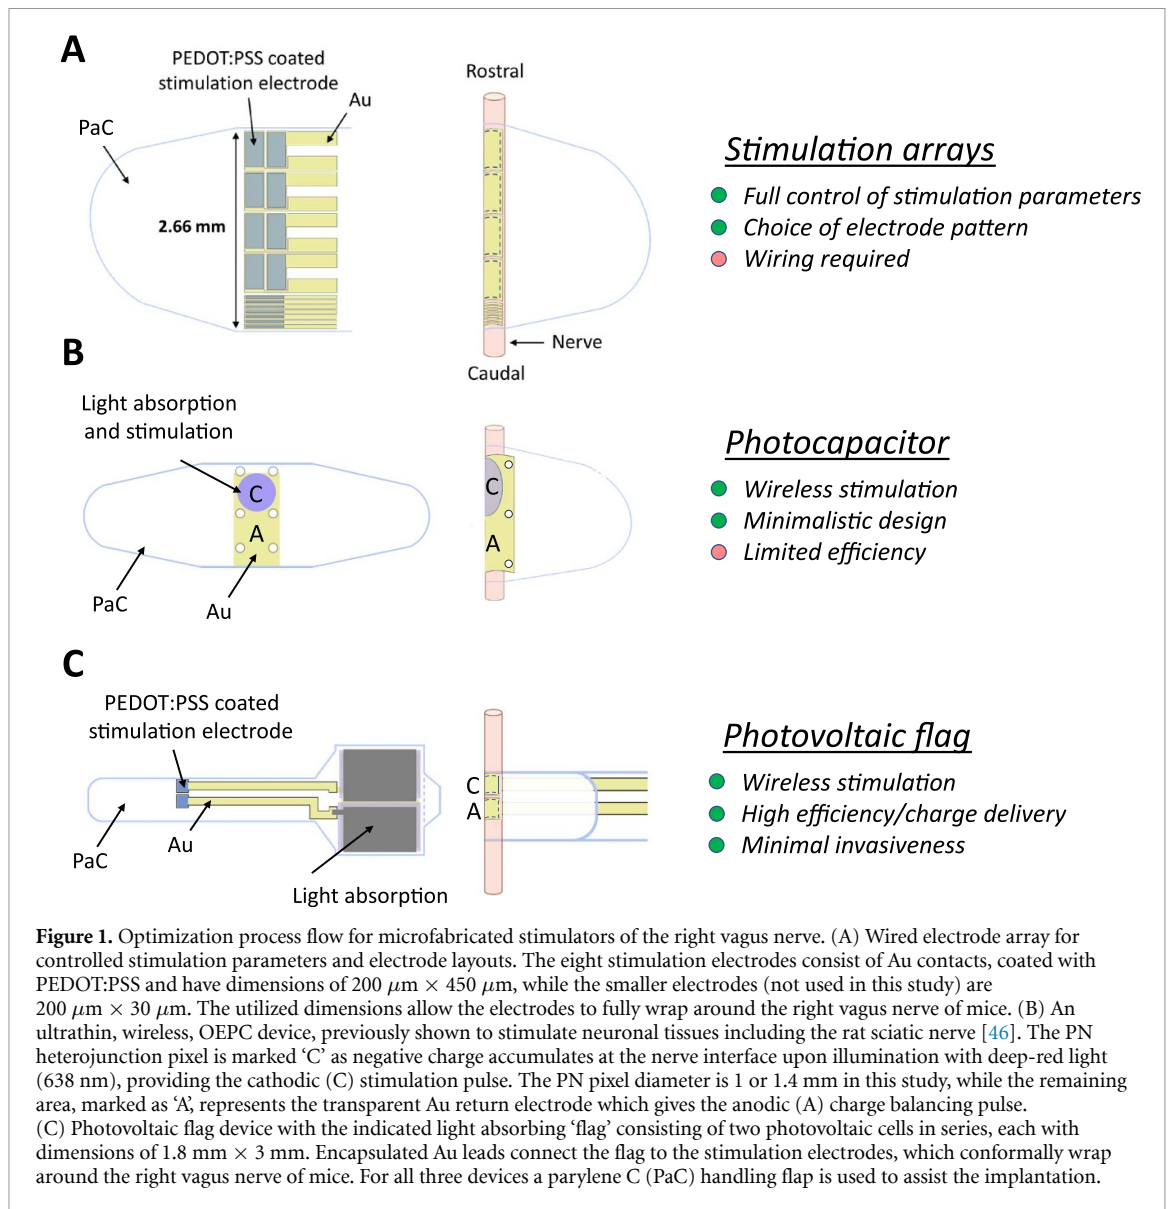 A
PEDOT:PSS coated
stimulation electrode
Au
PaC
2.66 mm
Rostral
Nerve
Caudal
Stimulation arrays
Full control of stimulation parameters
Choice of electrode pattern
Wiring required
B
Light absorption
and stimulation
C
A
PaC
Au
C
A
Photocapacitor
Wireless stimulation
Minimalistic design
Limited efficiency
C
PEDOT:PSS coated
stimulation electrode
PaC
Au
Light absorption
C
A
Photovoltaic flag
Wireless stimulation
High efficiency/charge delivery
Minimal invasiveness
Figure 1. Optimization process flow for microfabricated stimulators of the right vagus nerve. (A) Wired electrode array for
controlled stimulation parameters and electrode layouts. The eight stimulation electrodes consist of Au contacts, coated with
PEDOT:PSS and have dimensions of 200 μm × 450 μm, while the smaller electrodes (not used in this study) are
200 μm × 30 μm. The utilized dimensions allow the electrodes to fully wrap around the right vagus nerve of mice. (B) An
ultrathin, wireless, OEPC device, previously shown to stimulate neuronal tissues including the rat sciatic nerve [46]. The PN
heterojunction pixel is marked ‘C’ as negative charge accumulates at the nerve interface upon illumination with deep-red light
(638 nm), providing the cathodic (C) stimulation pulse. The PN pixel diameter is 1 or 1.4 mm in this study, while the remaining
area, marked as ‘A’, represents the transparent Au return electrode which gives the anodic (A) charge balancing pulse.
(C) Photovoltaic flag device with the indicated light absorbing ‘flag’ consisting of two photovoltaic cells in series, each with
dimensions of 1.8 mm × 3 mm. Encapsulated Au leads connect the flag to the stimulation electrodes, which conformally wrap
around the right vagus nerve of mice. For all three devices a parylene C (PaC) handling flap is used to assist the implantation.